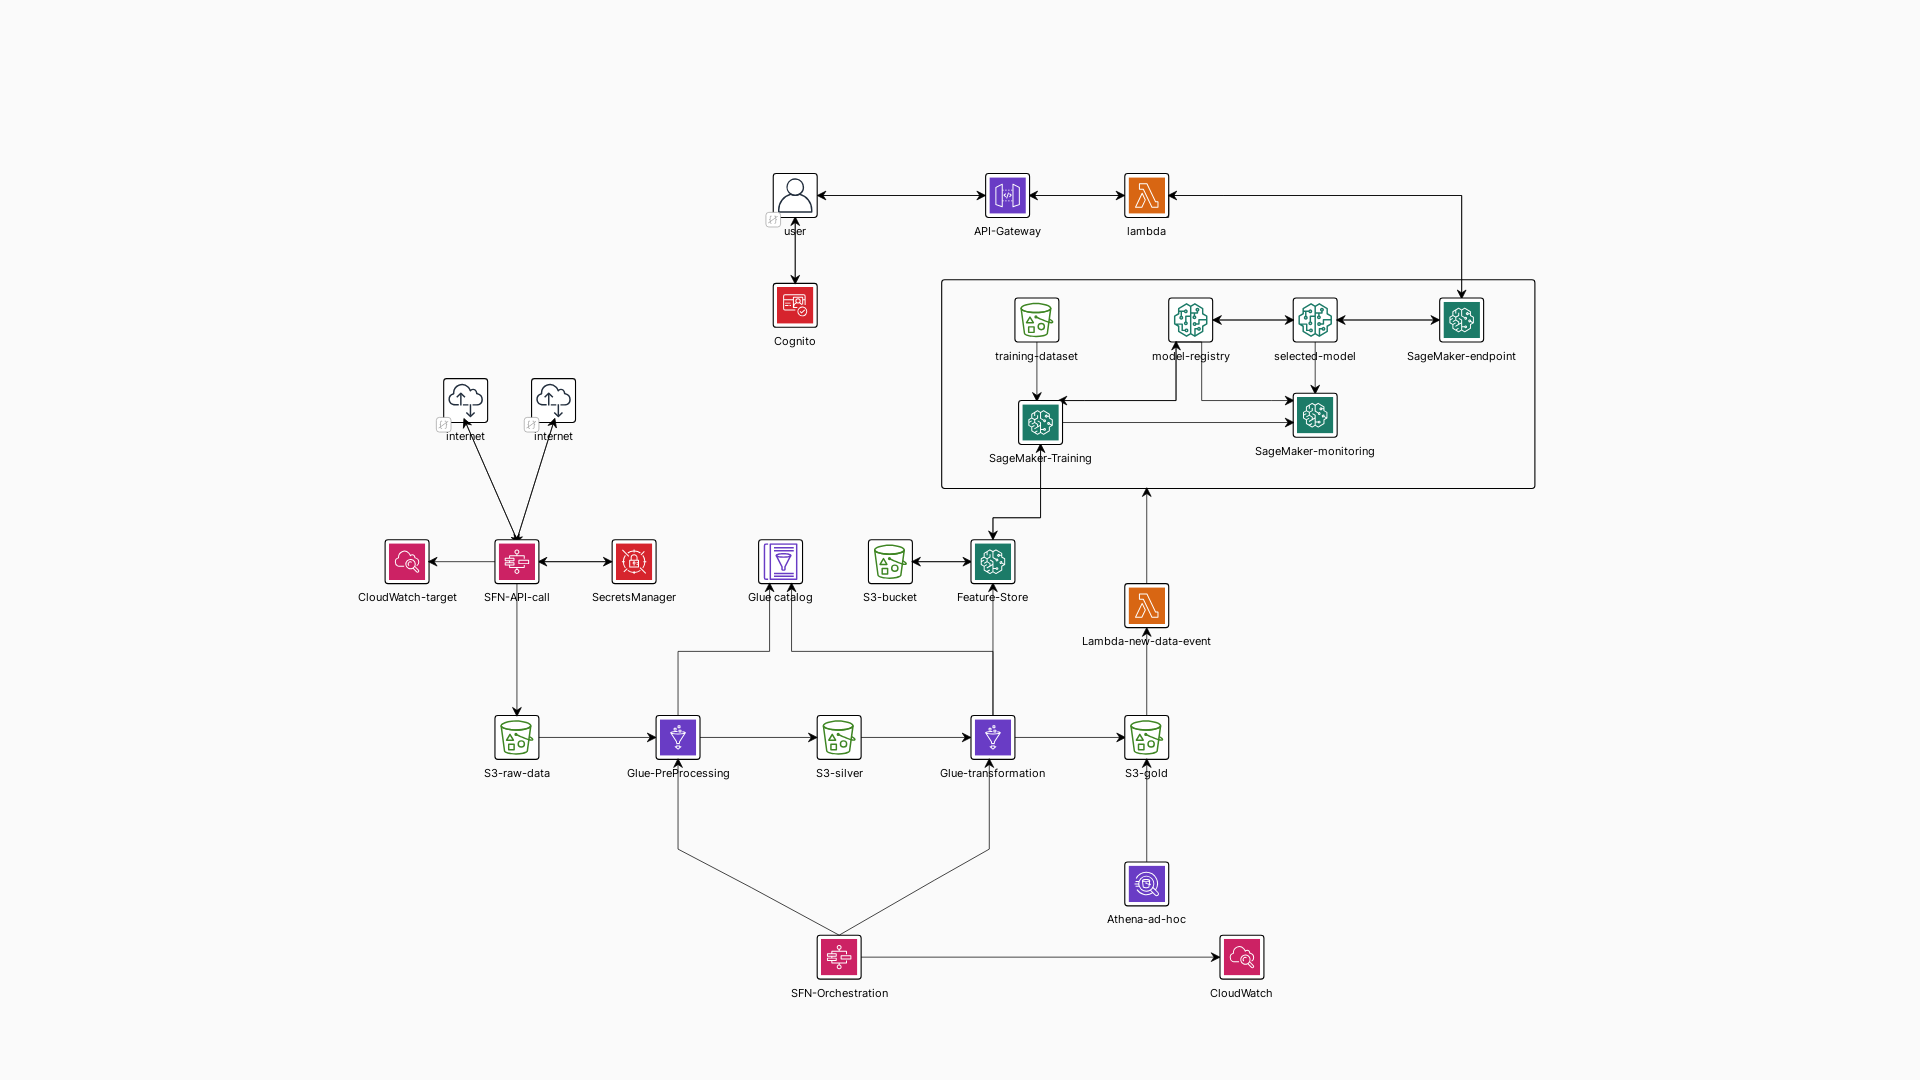 user
API-Gateway
lambda
Cognito
training-dataset
model-registry
selected-model
SageMaker-endpoint
internet
internet
SageMaker-Training
SageMaker-monitoring
CloudWatch-target
SFN-API-call
SecretsManager
Glue catalog
S3-bucket
Feature-Store
Lambda-new-data-event
S3-raw-data
Glue-PreProcessing
S3-silver
Glue-transformation
S3-gold
Athena-ad-hoc
SFN-Orchestration
CloudWatch